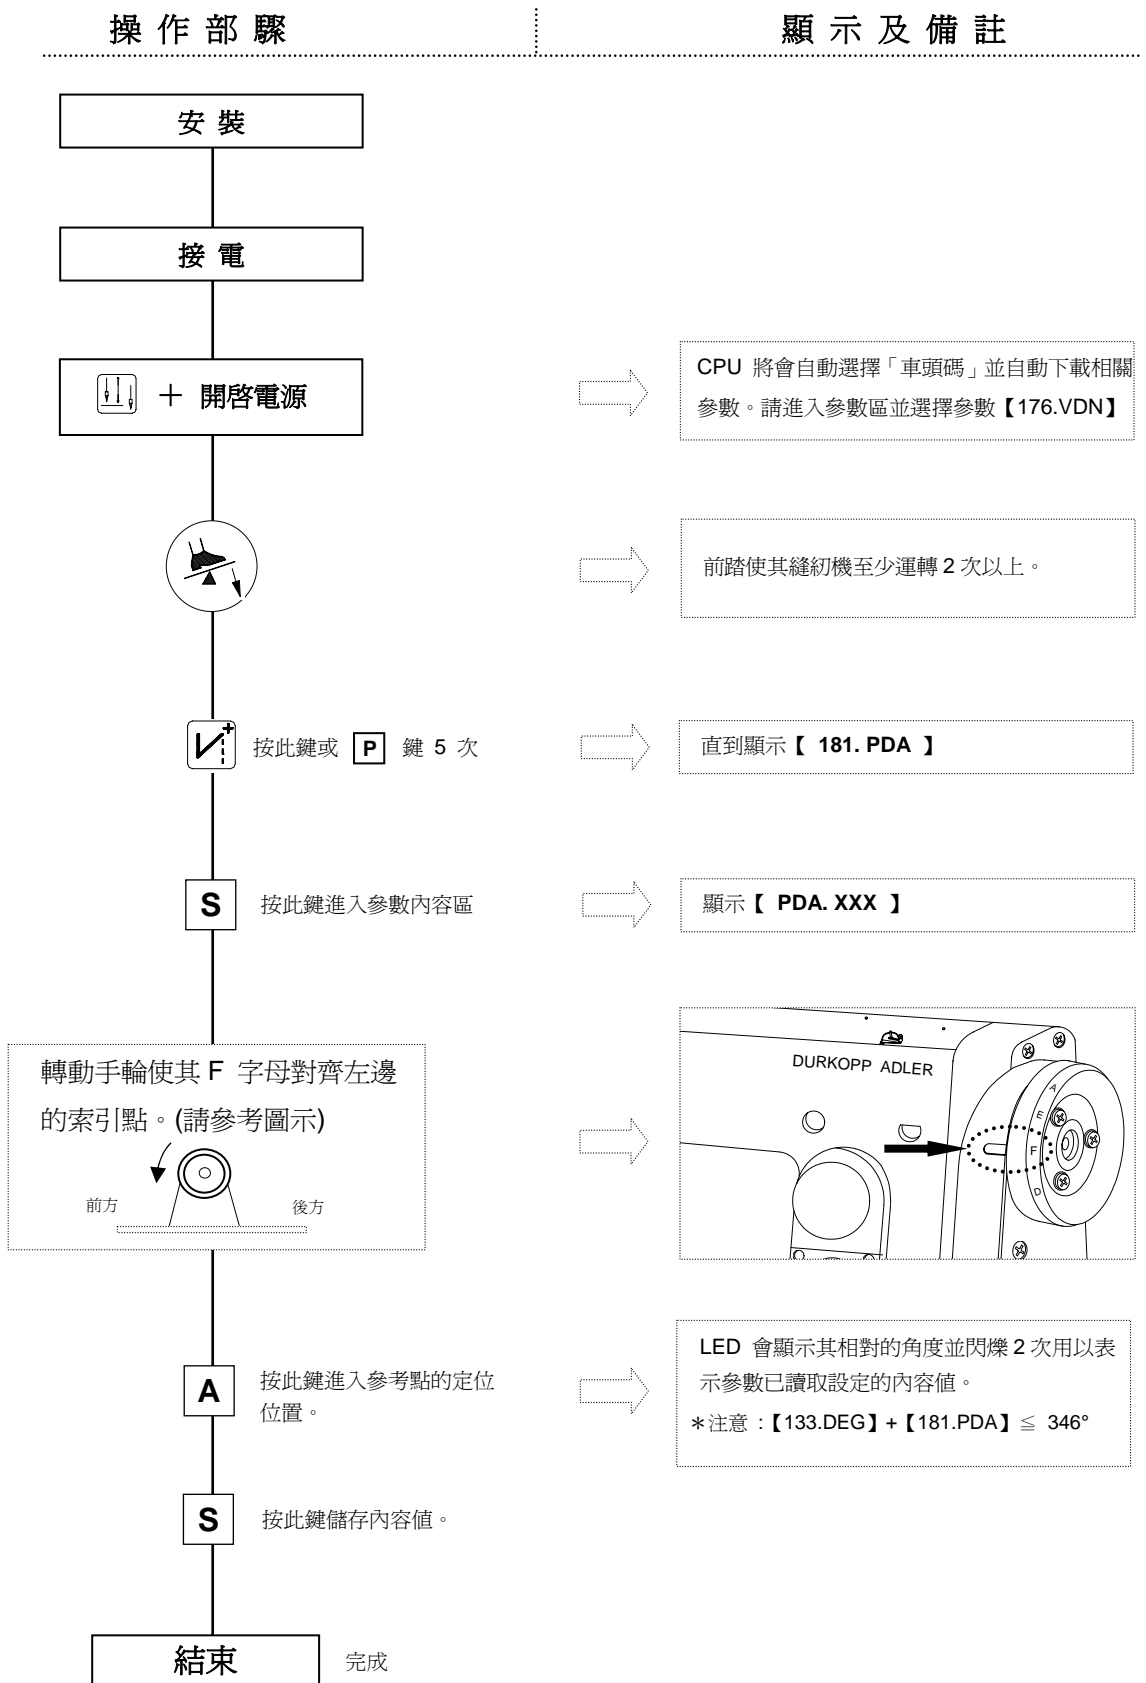 操作部驟
顯示及備註
安裝
接電
＋ 開啓電源
CPU 將會自動選擇「車頭碼」並自動下載相關
參數。請進入參數區並選擇參數【176.VDN】
前踏使其縫紉機至少運轉 2 次以上。
按此鍵或 P 鍵 5 次
直到顯示【 181. PDA 】
S 按此鍵進入參數內容區
顯示【 PDA. XXX 】
轉動手輪使其 F 字母對齊左邊
的索引點。(請參考圖示)
前方
後方
DURKOPP ADLER
A
E
F
D
A 按此鍵進入參考點的定位
位置。
LED 會顯示其相對的角度並閃爍 2 次用以表
示參數已讀取設定的內容值。
＊注意 :【133.DEG】+【181.PDA】≦ 346°
S 按此鍵儲存內容值。
結束 完成